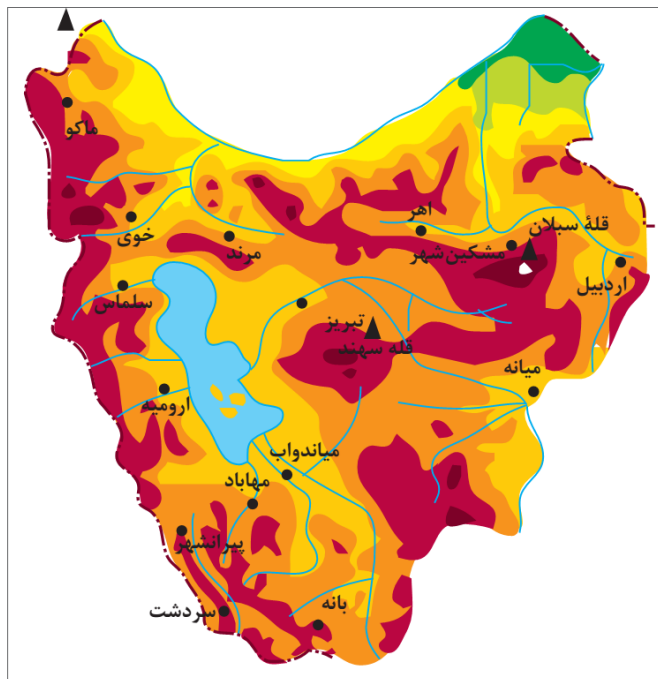 ماکو
اهر
قلهٔ سبلان
خوی
مرند
مشکین‌شهر
اردبیل
سلماس
تبریز
قله سهند
میانه
ارومیه
میاندواب
مهاباد
پیرانشهر
سردشت
بانه